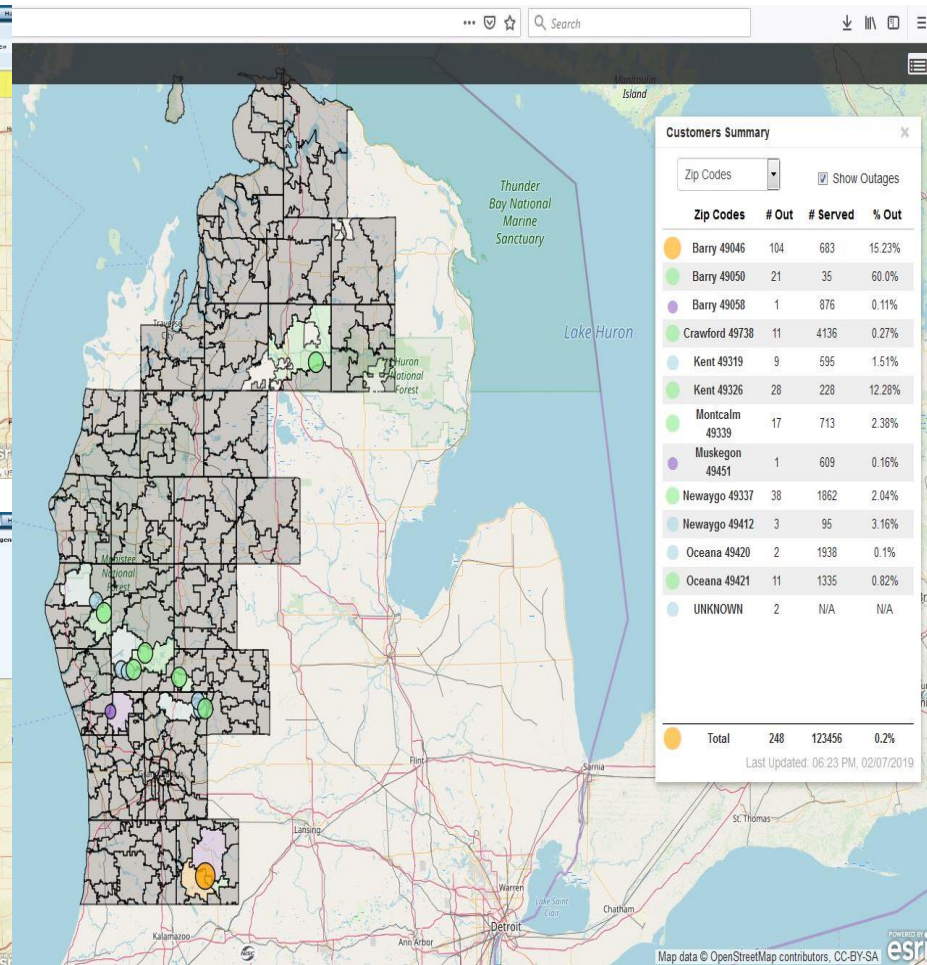 Search
Manitoulin
Island
Customers Summary
Zip Codes
Show Outages
Zip Codes # Out # Served % Out
Barry 49046 104 683 15.23%
Barry 49050 21 35 60.0%
Barry 49058 1 876 0.11%
Crawford 49738 11 4136 0.27%
Kent 49319 9 595 1.51%
Kent 49326 28 228 12.28%
Montcalm
49339 17 713 2.38%
Muskegon
49451 1 609 0.16%
Newaygo 49337 38 1862 2.04%
Newaygo 49412 3 95 3.16%
Oceana 49420 2 1938 0.1%
Oceana 49421 11 1335 0.82%
UNKNOWN 2 N/A N/A
Total 248 123456 0.2%
Last Updated: 06:23 PM, 02/07/2019
Thunder
Bay National
Marine
Sanctuary
Lake Huron
Traverse
City
Huron
National
Forest
Manistee
National
Forest
Flint
Sarnia
St. Thomas
Lansing
Warren
Lake Saint
Clair
Chatham
Detroit
Kalamazoo
Ann Arbor
Map data © OpenStreetMap contributors, CC-BY-SA
POWERED BY
esri